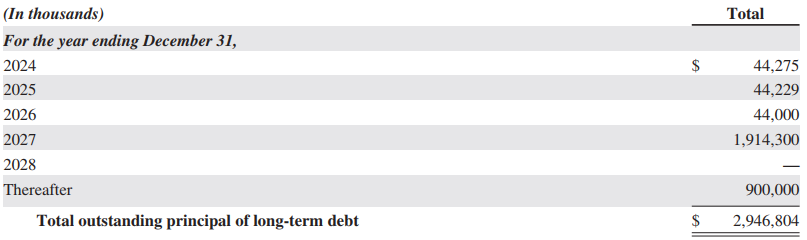 (In thousands) Total
For the year ending December 31,
2024 $ 44,275
2025 44,229
2026 44,000
2027 1,914,300
2028 —
Thereafter 900,000
Total outstanding principal of long-term debt $ 2,946,804